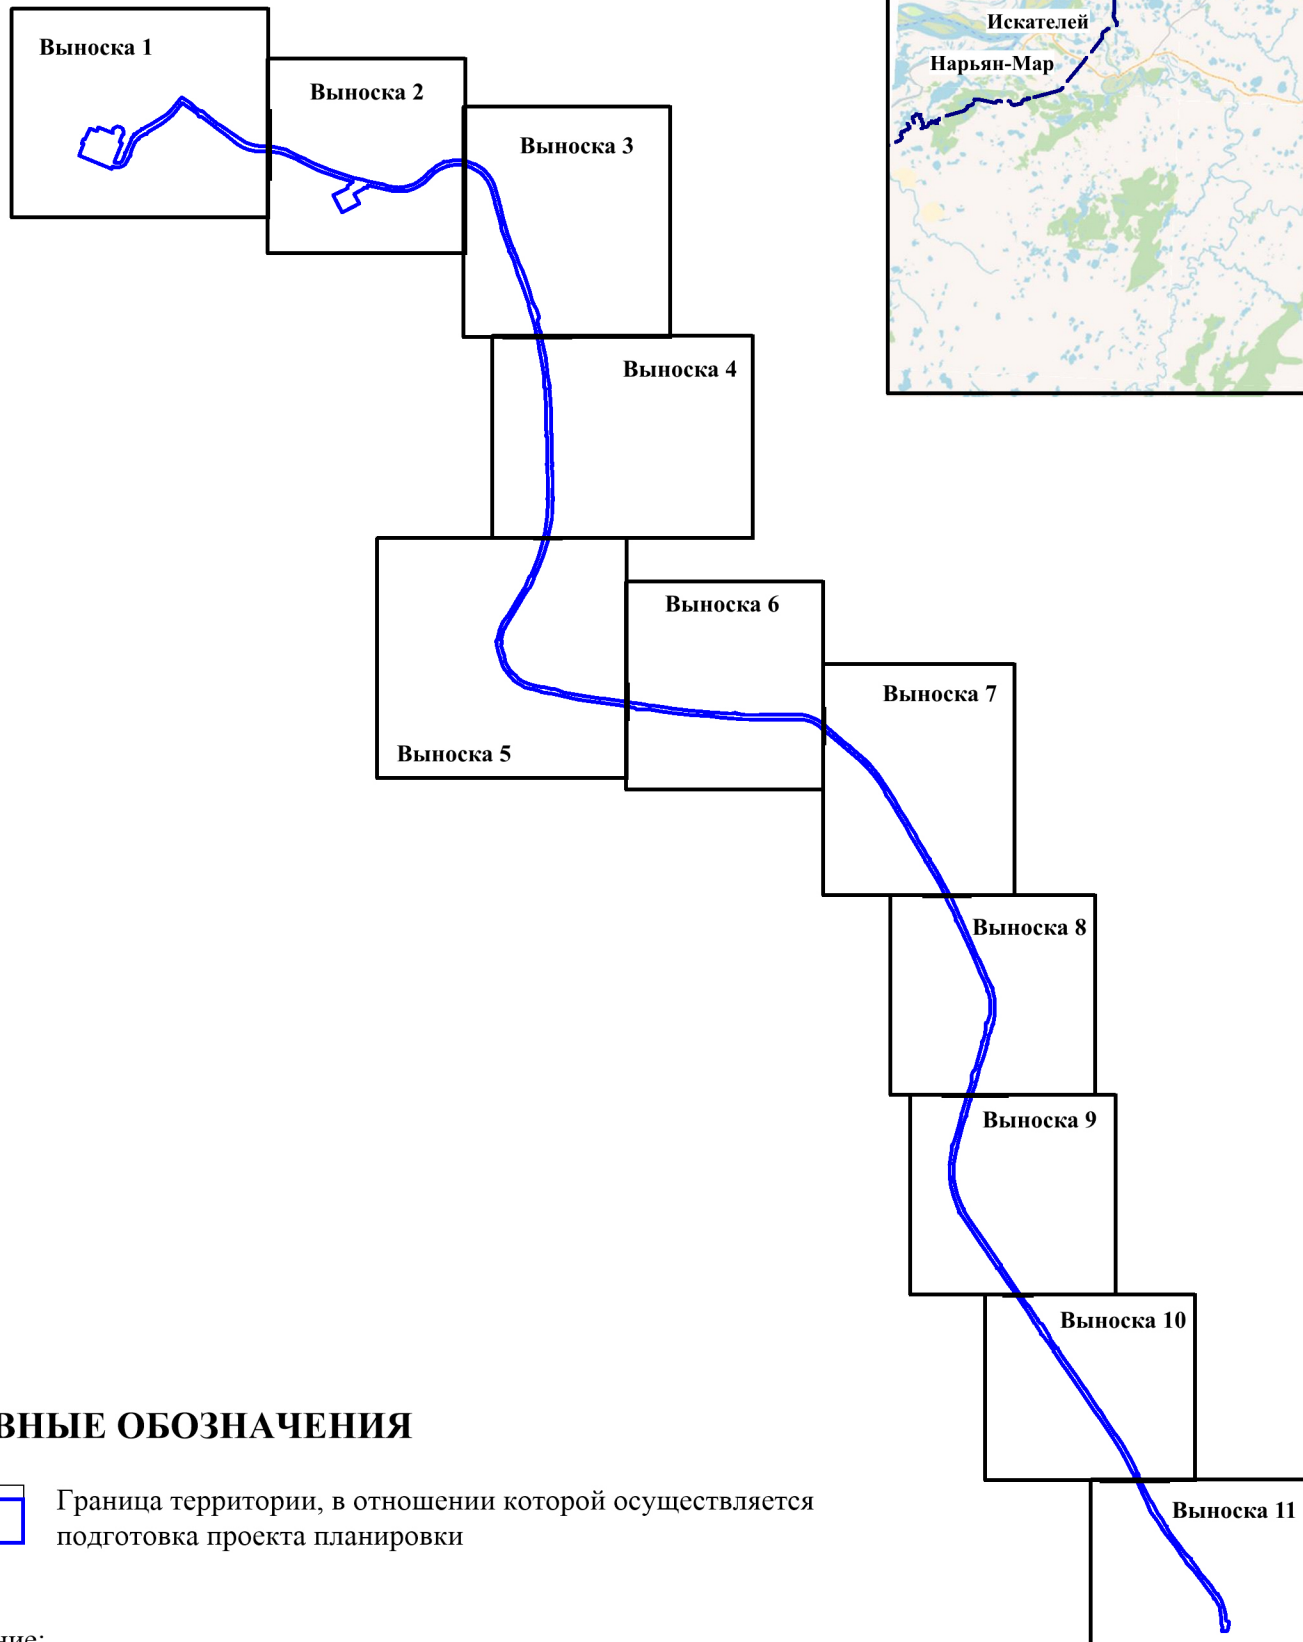 Искателей
Нарьян-Мар
Выноска 1
Выноска 2
Выноска 3
Выноска 4
Выноска 5
Выноска 6
Выноска 7
Выноска 8
Выноска 9
Выноска 10
Выноска 11
ВНЫЕ ОБОЗНАЧЕНИЯ
Граница территории, в отношении которой осуществляется
подготовка проекта планировки